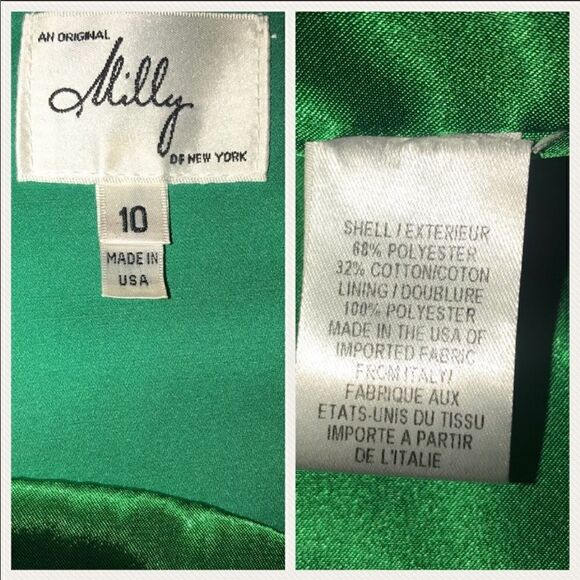 AN ORIGINAL
Milly
OF NEW YORK
10
MADE IN
USA
SHELL / EXTERIEUR
68% POLYESTER
32% COTTON/COTON
LINING / DOUBLURE
100% POLYESTER
MADE IN THE USA OF
IMPORTED FABRIC
FROM ITALY/
FABRIQUE AUX
ETATS-UNIS DU TISSU
IMPORTE A PARTIR
DE L'ITALIE